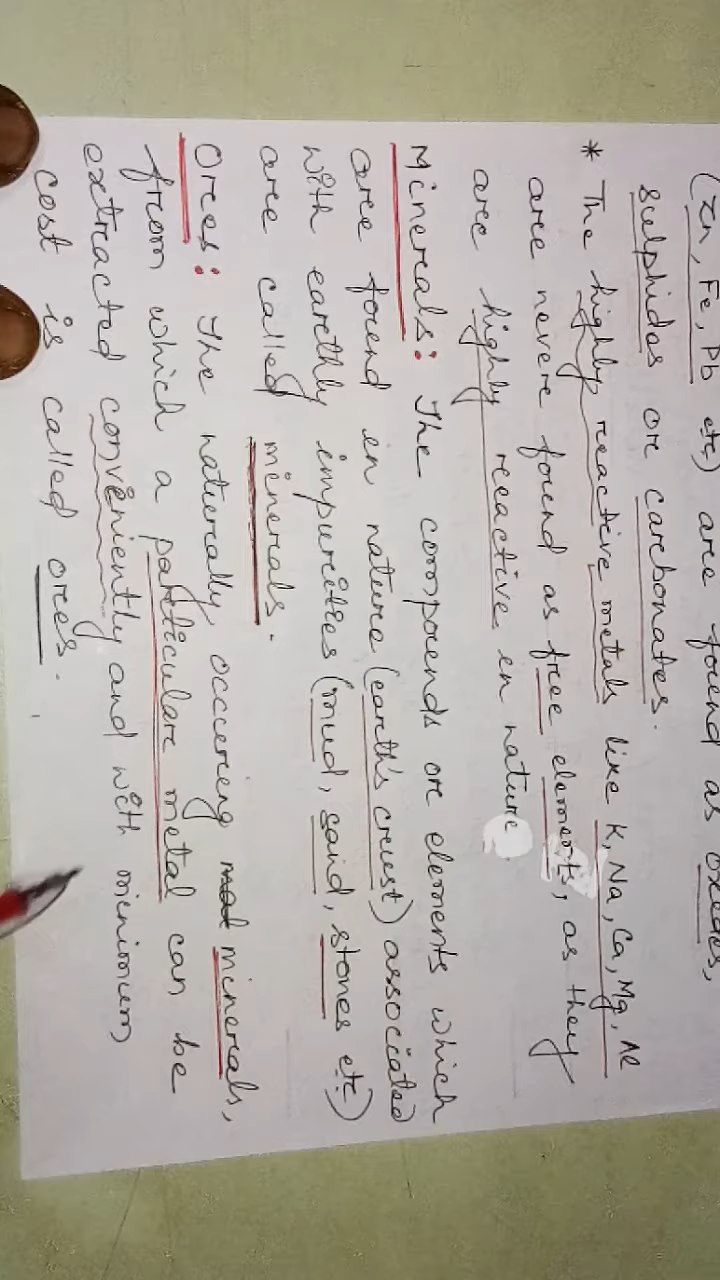 (Zn, Fe, Pb etc) are found as oxides,
sulphides or carbonates.
* The highly reactive metals like K, Na, Ca, Mg, Al
are never found as free elements, as they
are highly reactive in nature.
Minerals: The compounds or elements which
are found in nature (earth's crust) associated
with earthly impurities (mud, sand, stones etc)
are called minerals.
Ores: The naturally occuring minerals,
from which a particular metal can be
extracted conveniently and with minimum
cost is called ores.